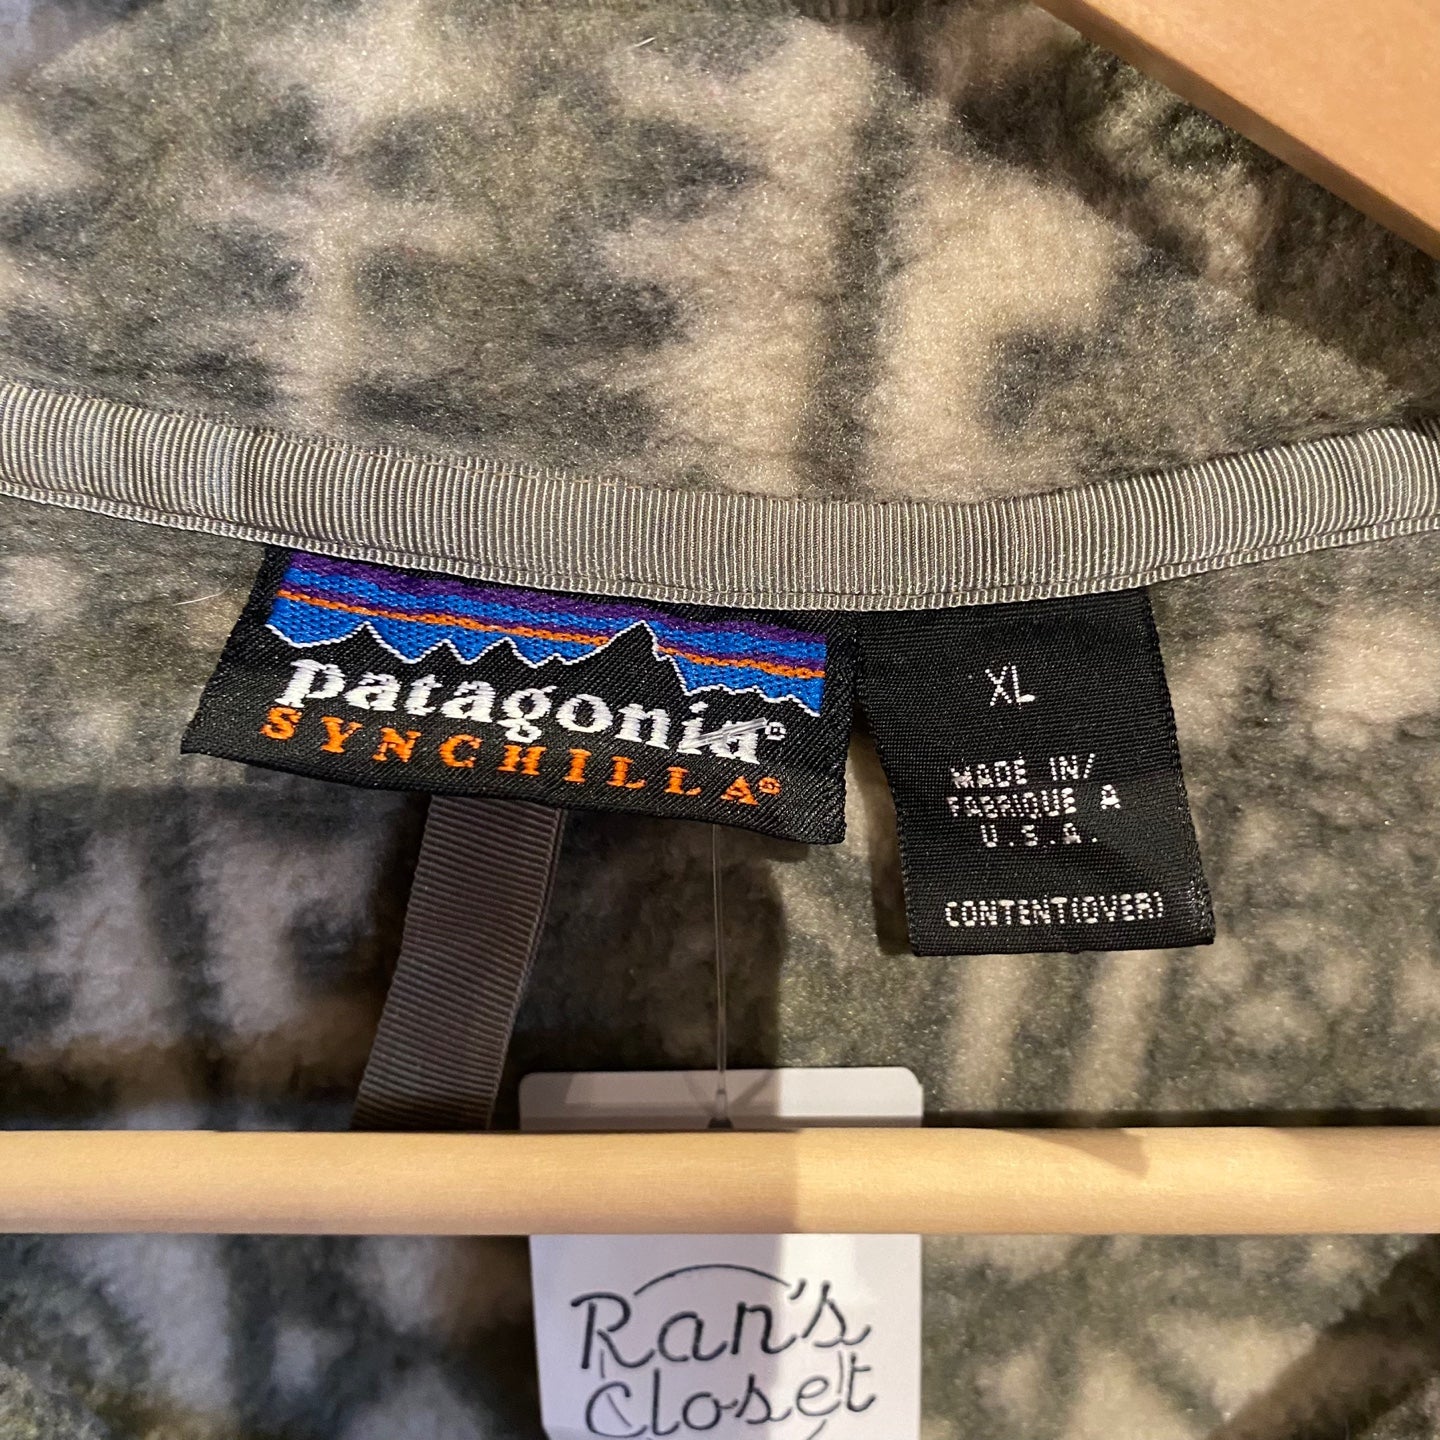 patagonia®
SYNCHILLA®
XL
MADE IN/
FABRIQUE A
U.S.A.
CONTENT(OVER)
Ran's
Closet